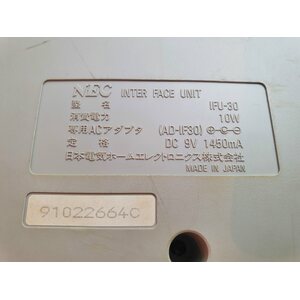 NEC INTER FACE UNIT
型名 IFU-30
消費電力 10W
専用ACアダプタ (AD-IF30)
定格 DC 9V 1450mA
日本電気ホームエレクトロニクス株式会社
MADE IN JAPAN
91022664C